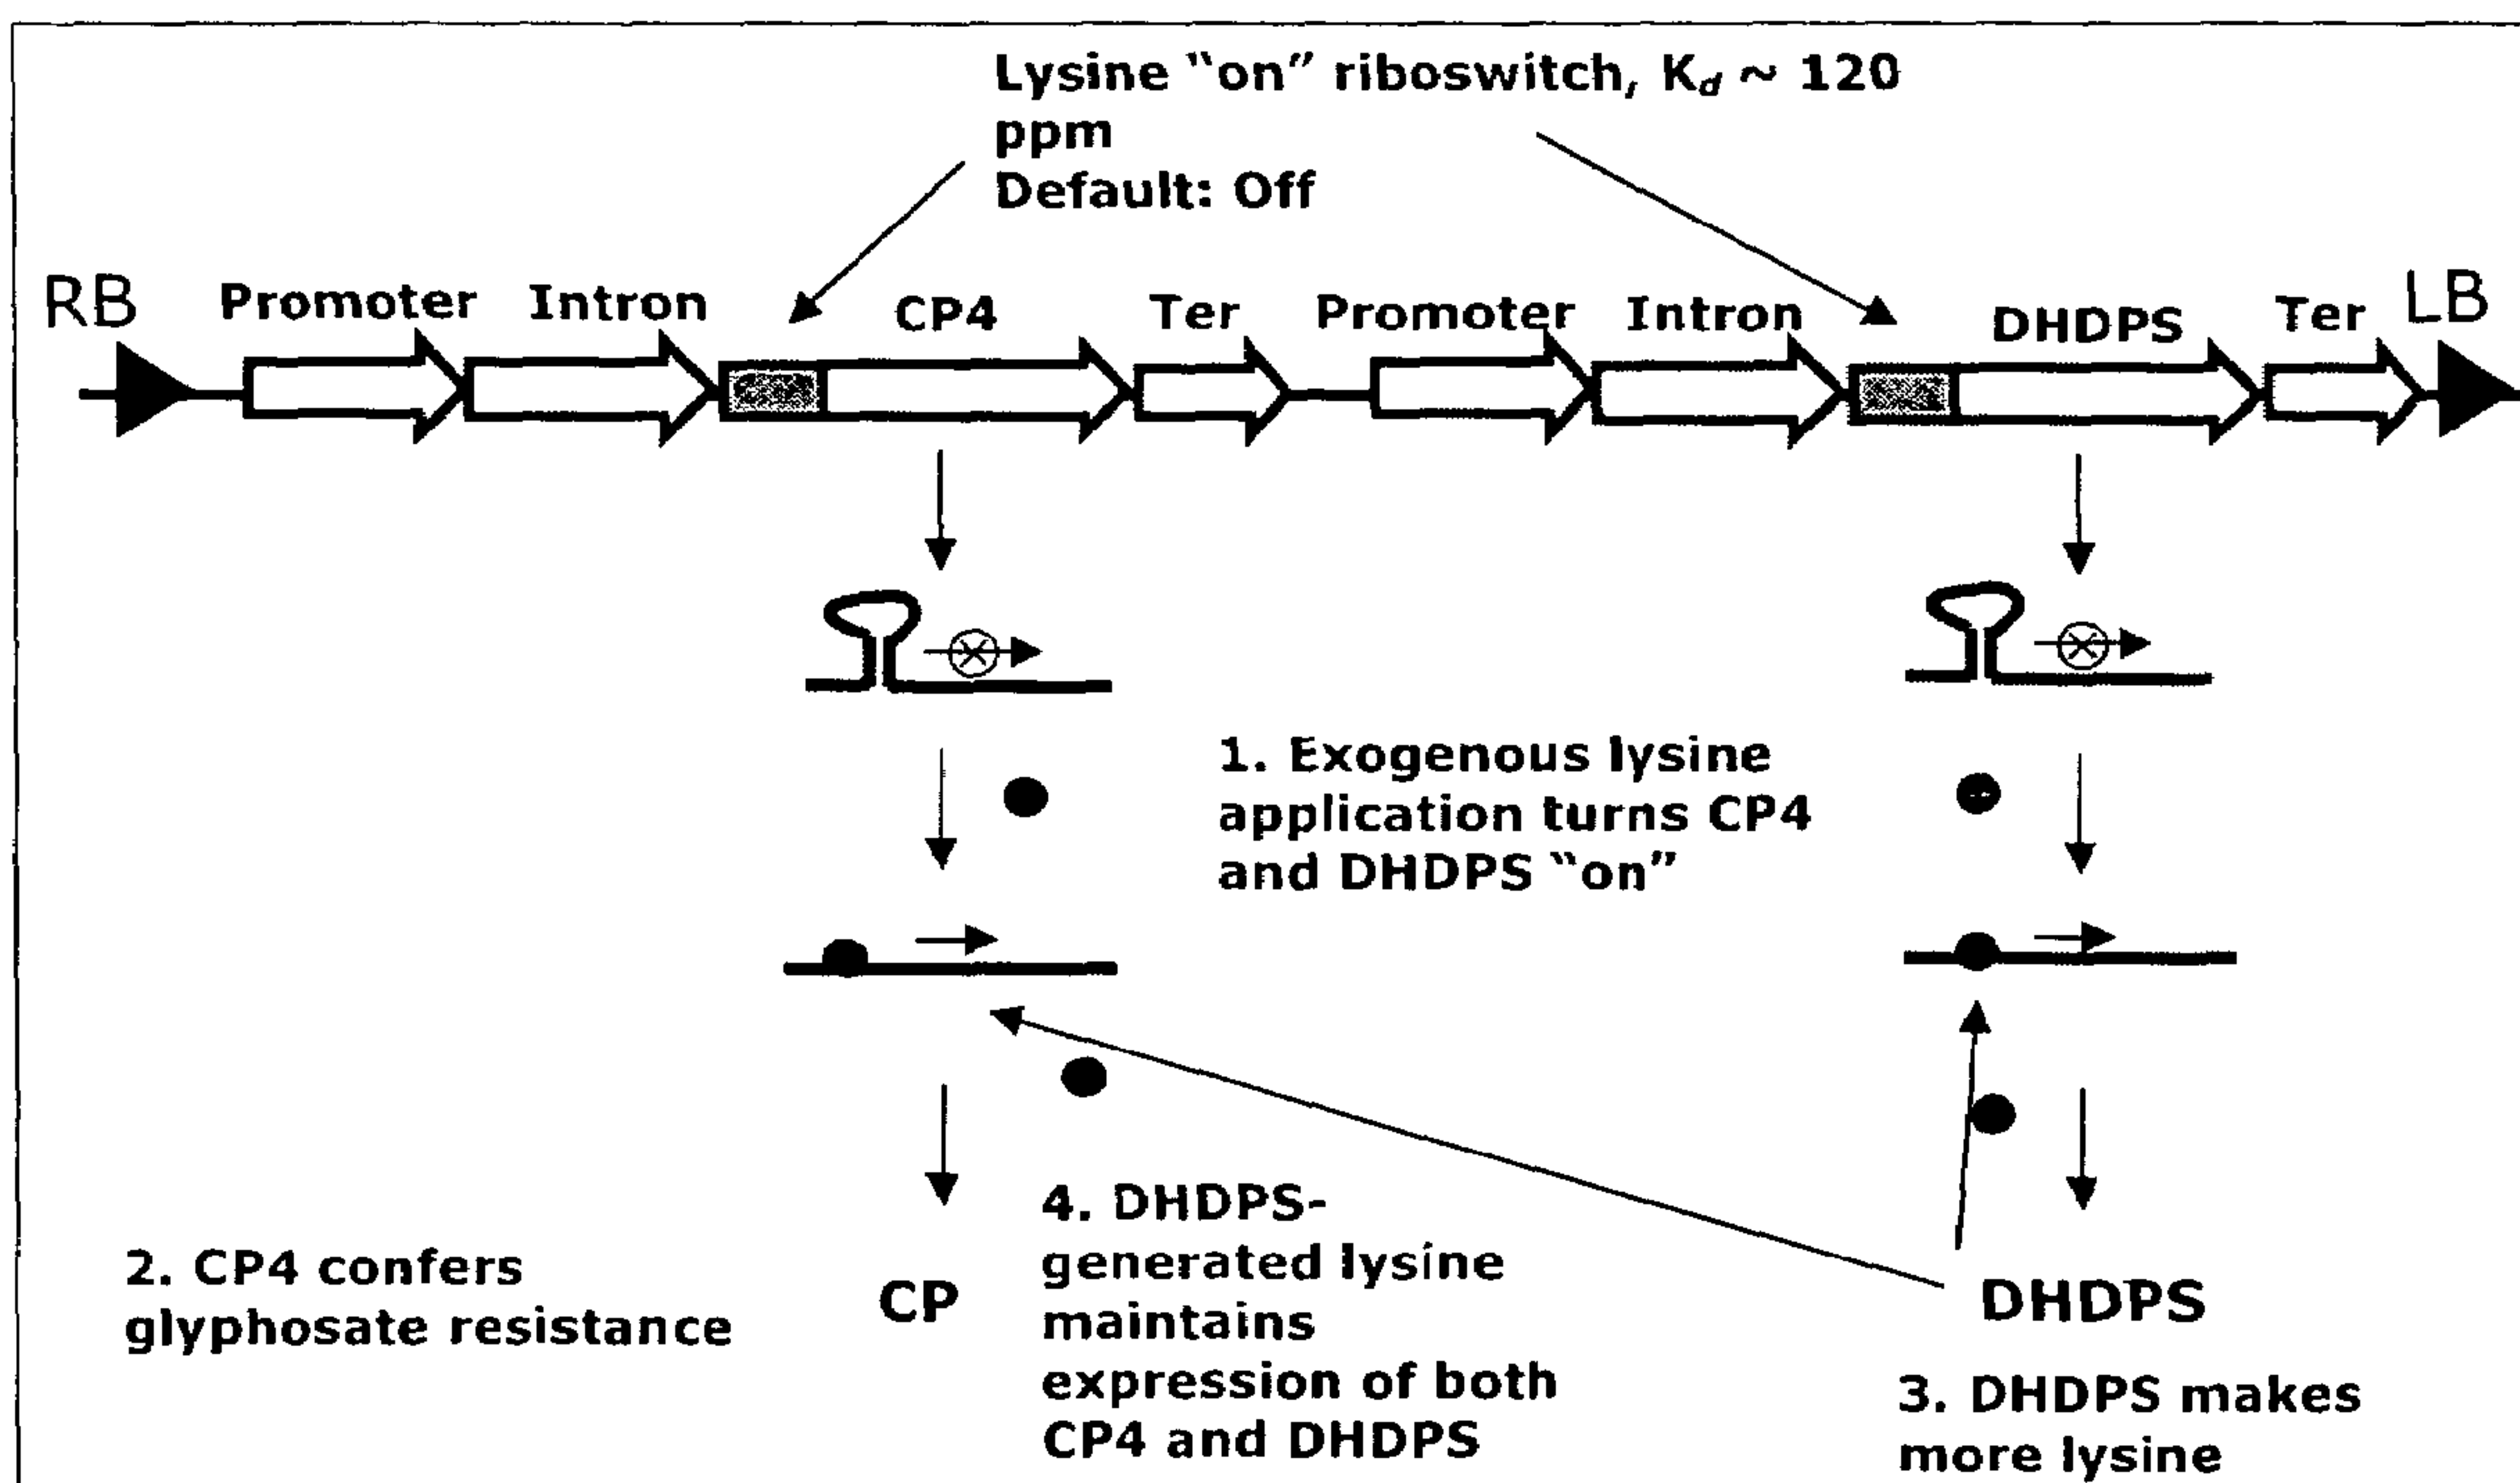 Lysine “on” riboswitch, Kd ~ 120
ppm
Default: Off
RB Promoter Intron CP4 Ter Promoter Intron DHDPS Ter LB
1. Exogenous lysine
application turns CP4
and DHDPS “on”
2. CP4 confers
glyphosate resistance
CP
4. DHDPS-
generated lysine
maintains
expression of both
CP4 and DHDPS
DHDPS
3. DHDPS makes
more lysine